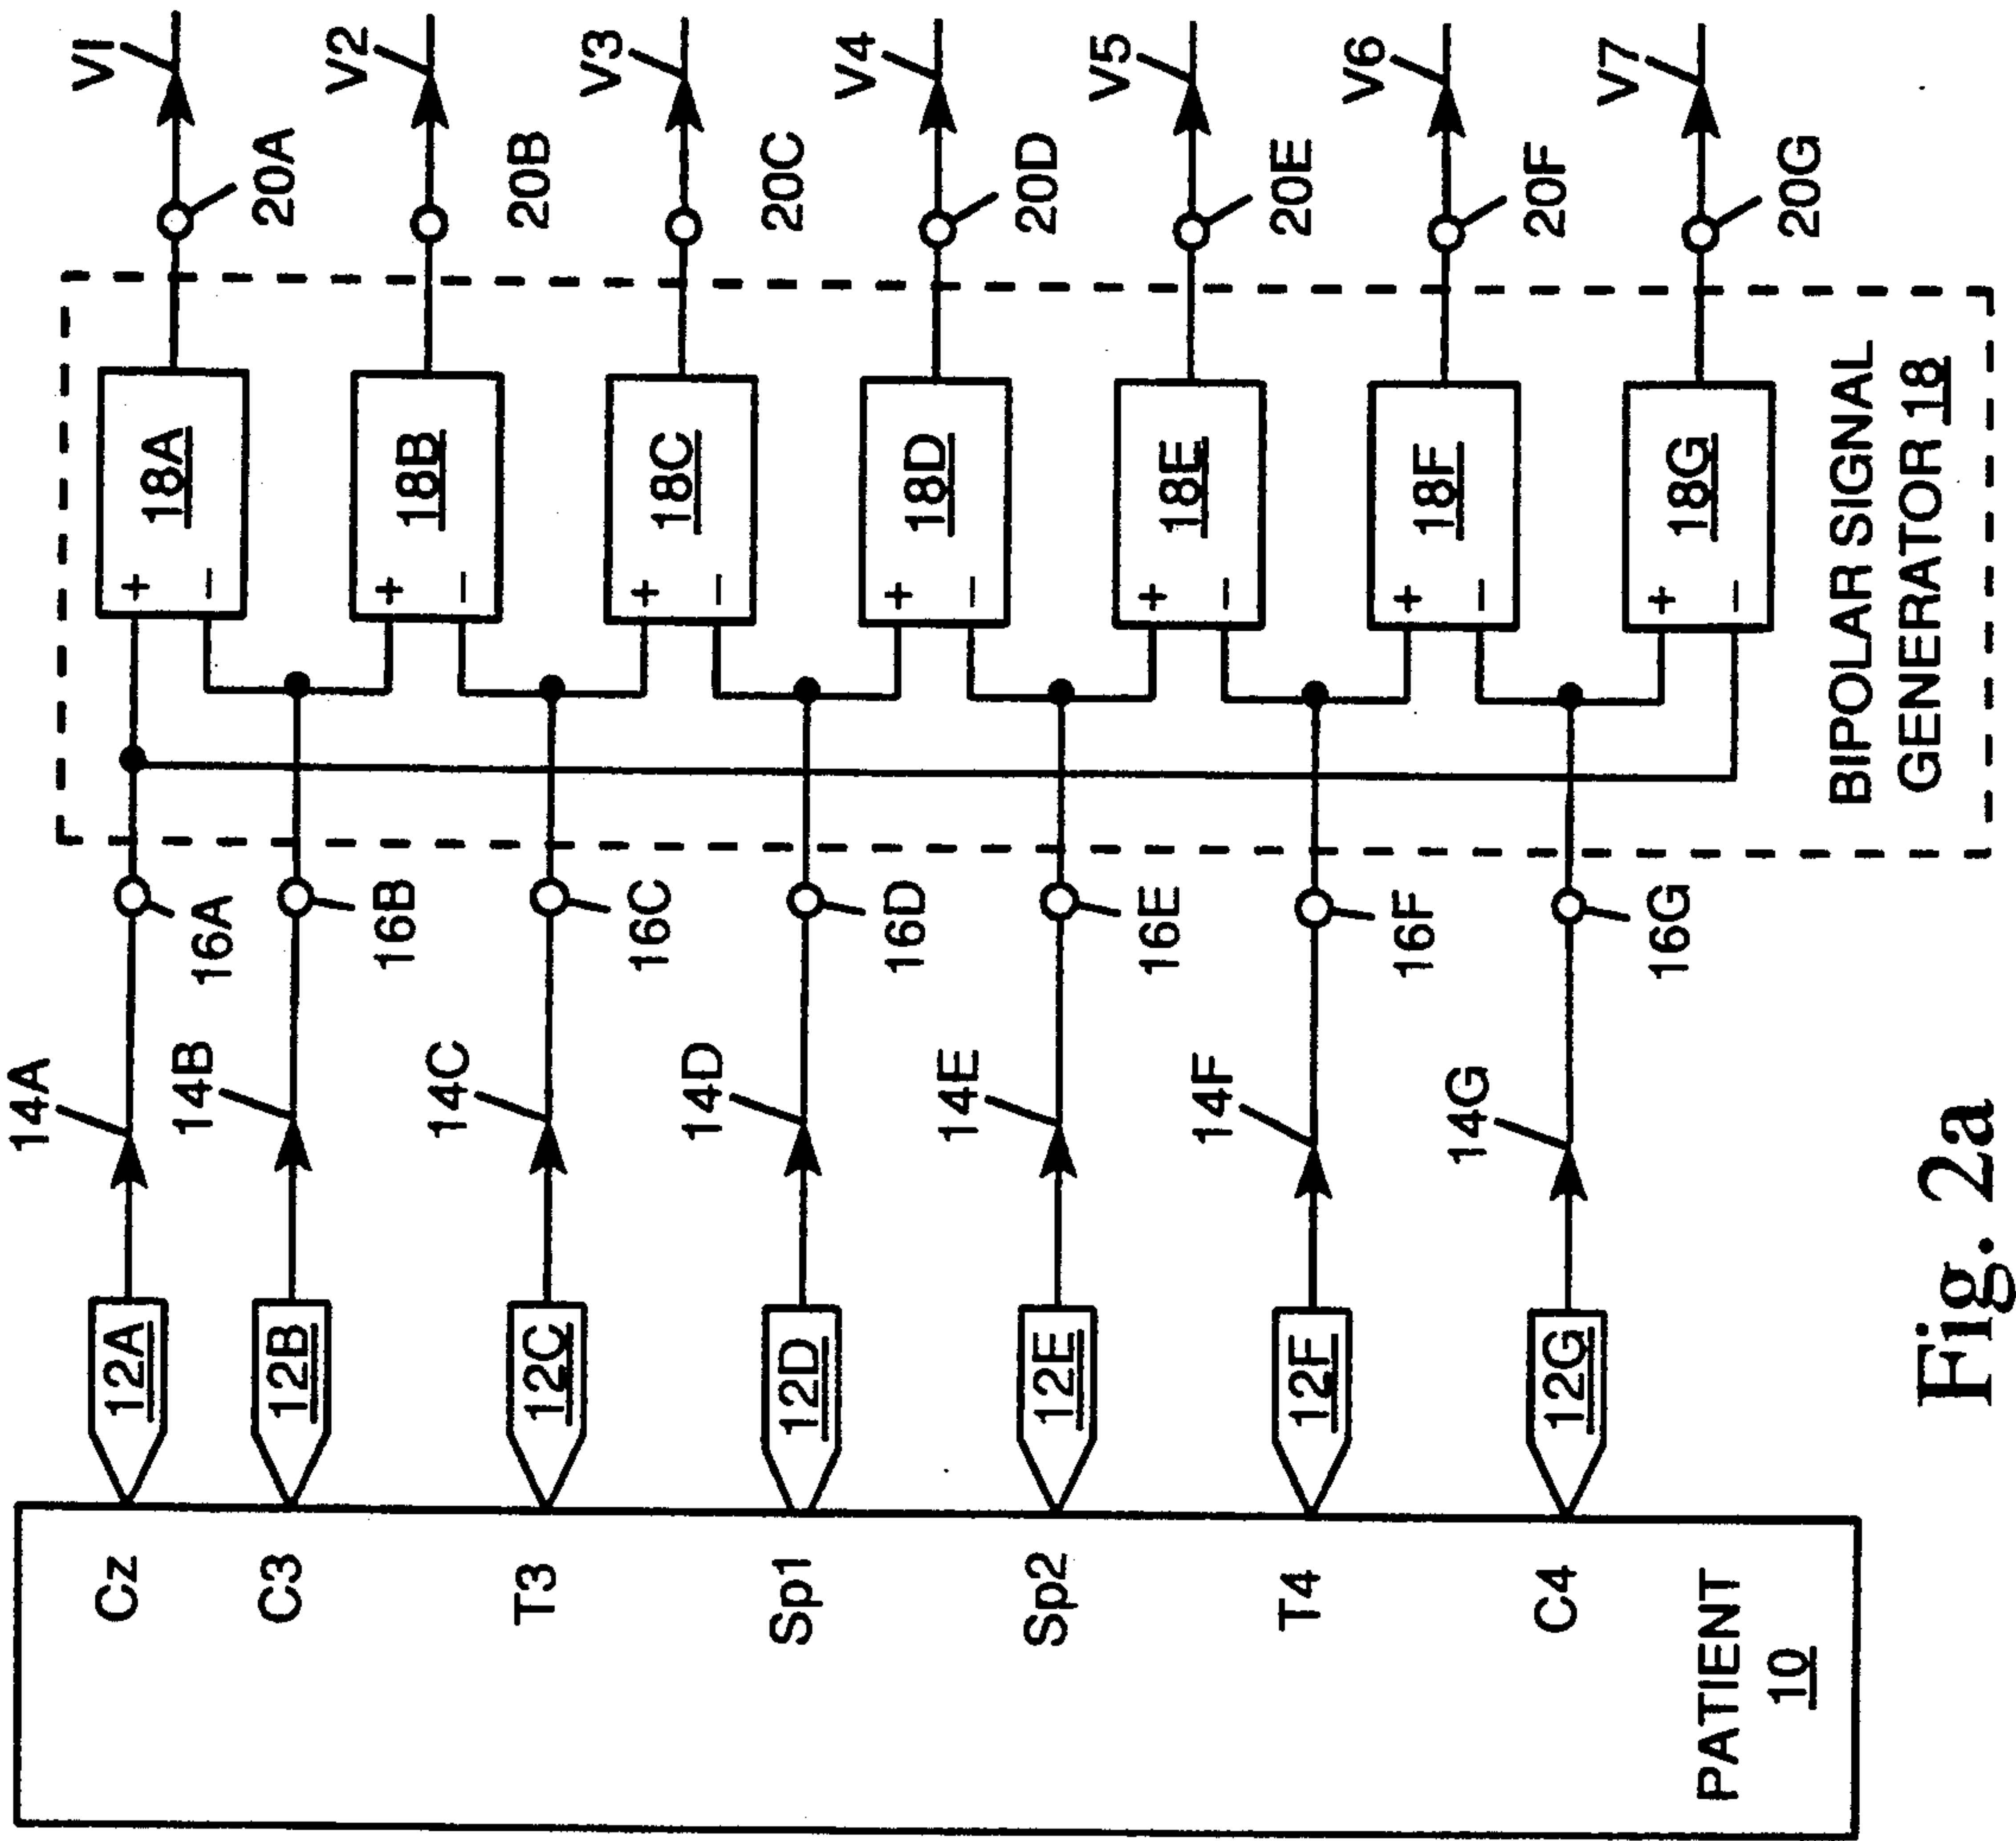 PATIENT
10
Cz
C3
T3
Sp1
Sp2
T4
C4
12A
12B
12C
12D
12E
12F
12G
14A
14B
14C
14D
14E
14F
14G
16A
16B
16C
16D
16E
16F
16G
+ − 18A
+ − 18B
+ − 18C
+ − 18D
+ − 18E
+ − 18F
+ − 18G
BIPOLAR SIGNAL
GENERATOR 18
20A
20B
20C
20D
20E
20F
20G
V1
V2
V3
V4
V5
V6
V7
Fig. 2a